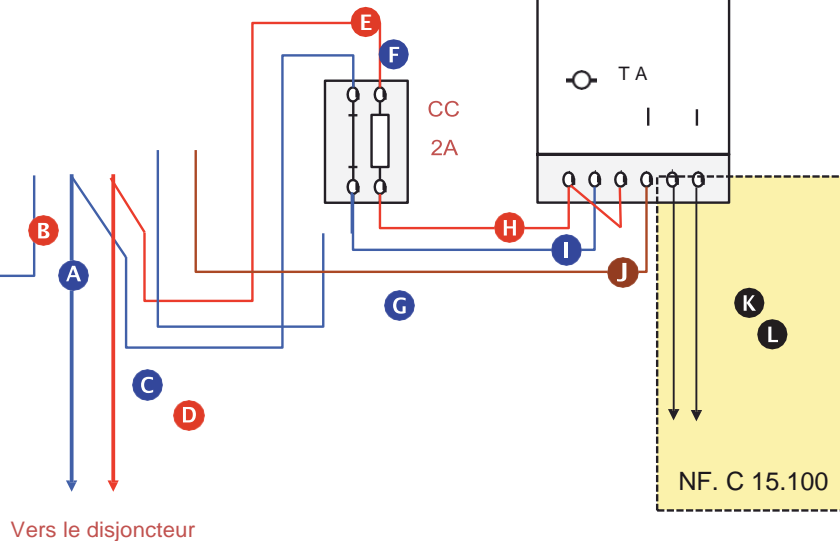 E
F
T A
CC
2A
B
H
A
I
J
G
K
L
C
D
NF. C 15.100
Vers le disjoncteur